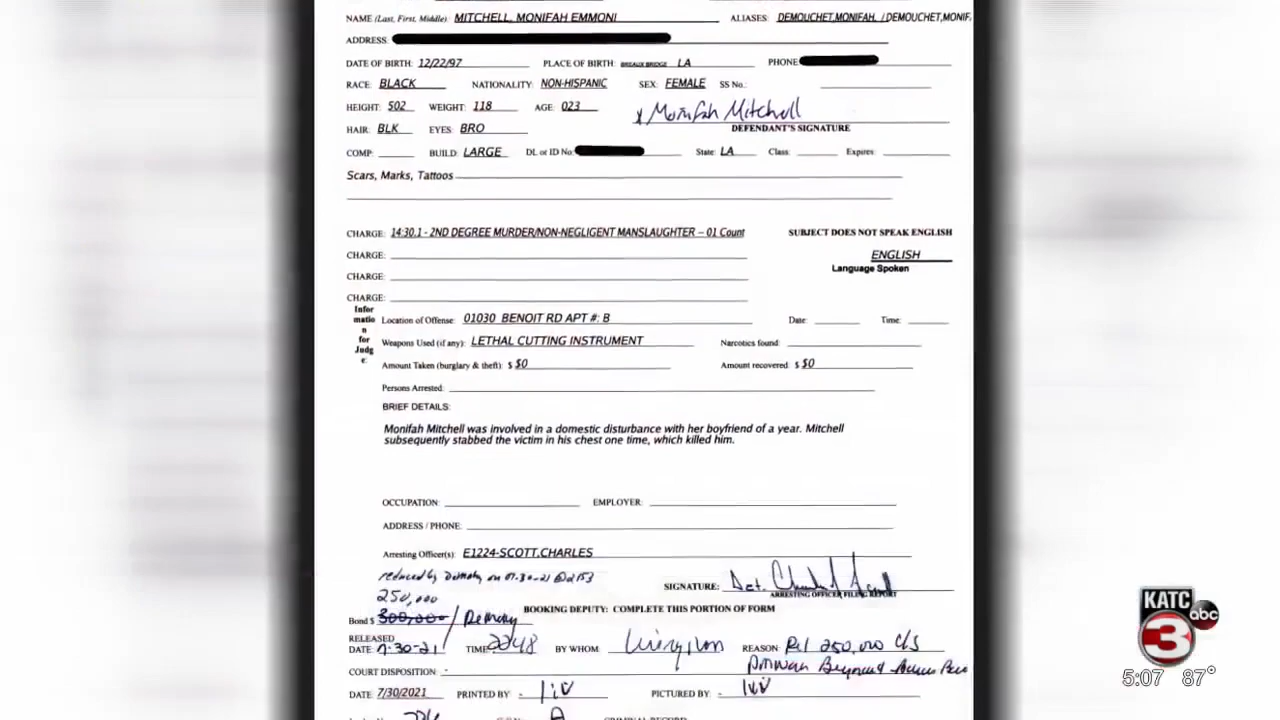 NAME (Last, First, Middle): MITCHELL, MONIFAH EMMONI ALIASES: DEMOUCHET,MONIFAH, / DEMOUCHET,MONIF
ADDRESS:
DATE OF BIRTH: 12/22/97 PLACE OF BIRTH: BREAUX BRIDGE LA PHONE:
RACE: BLACK NATIONALITY: NON-HISPANIC SEX: FEMALE SS No.:
HEIGHT: 502 WEIGHT: 118 AGE: 023 x Monifah Mitchell
DEFENDANT'S SIGNATURE
HAIR: BLK EYES: BRO
COMP: BUILD: LARGE DL or ID No: State: LA Class: Expires:
Scars, Marks, Tattoos
CHARGE: 14:30.1 - 2ND DEGREE MURDER/NON-NEGLIGENT MANSLAUGHTER -- 01 Count SUBJECT DOES NOT SPEAK ENGLISH
CHARGE: ENGLISH
Language Spoken
CHARGE:
CHARGE:
Infor
matio
n
for
Judg
e:
Location of Offense: 01030 BENOIT RD APT #: B Date: Time:
Weapons Used (if any): LETHAL CUTTING INSTRUMENT Narcotics found:
Amount Taken (burglary & theft): $ $0 Amount recovered: $ $0
Persons Arrested:
BRIEF DETAILS:
Monifah Mitchell was involved in a domestic disturbance with her boyfriend of a year. Mitchell
subsequently stabbed the victim in his chest one time, which killed him.
OCCUPATION: EMPLOYER:
ADDRESS / PHONE:
Arresting Officer(s): E1224-SCOTT,CHARLES
reduced by on 07-30-21 @ 2153
SIGNATURE: Det.
ARRESTING OFFICER FILING REPORT
250,000
BOOKING DEPUTY: COMPLETE THIS PORTION OF FORM
Bond $ 300,000 /
RELEASED
DATE: 7-30-21 TIME: 2248 BY WHOM: REASON: Rel 250,000 C/S
COURT DISPOSITION:
DATE: 7/30/2021 PRINTED BY: PICTURED BY:
KATC
abc
3
5:07 87°